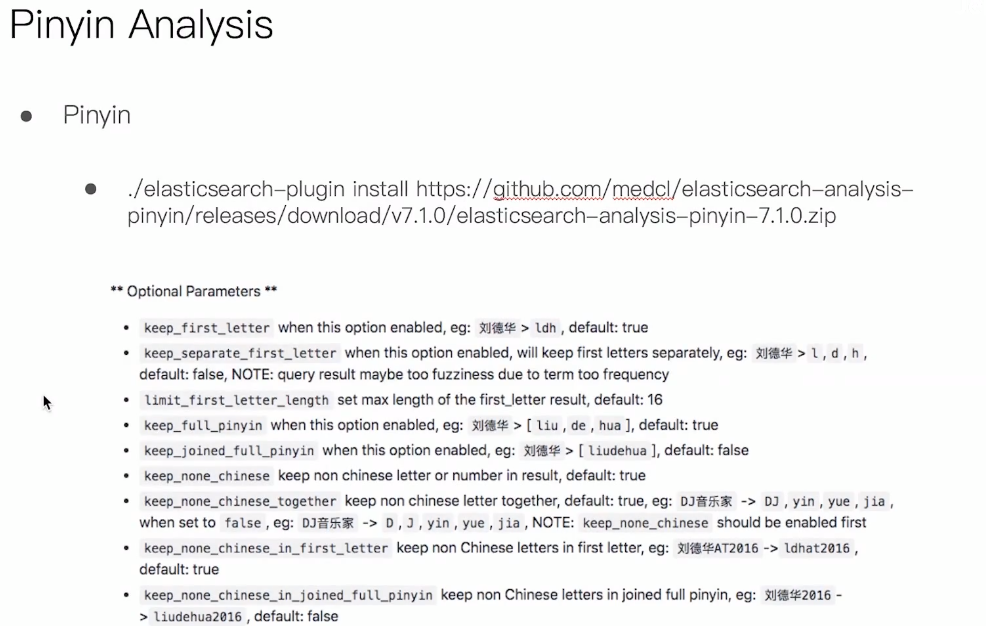 Pinyin Analysis
● Pinyin
● ./elasticsearch-plugin install https://github.com/medcl/elasticsearch-analysis-
pinyin/releases/download/v7.1.0/elasticsearch-analysis-pinyin-7.1.0.zip
** Optional Parameters **
• keep_first_letter when this option enabled, eg: 刘德华 > ldh , default: true
• keep_separate_first_letter when this option enabled, will keep first letters separately, eg: 刘德华 > l , d , h ,
default: false, NOTE: query result maybe too fuzziness due to term too frequency
• limit_first_letter_length set max length of the first_letter result, default: 16
• keep_full_pinyin when this option enabled, eg: 刘德华 > [ liu , de , hua ], default: true
• keep_joined_full_pinyin when this option enabled, eg: 刘德华 > [ liudehua ], default: false
• keep_none_chinese keep non chinese letter or number in result, default: true
• keep_none_chinese_together keep non chinese letter together, default: true, eg: DJ音乐家 -> DJ , yin , yue , jia ,
when set to false , eg: DJ音乐家 -> D , J , yin , yue , jia , NOTE: keep_none_chinese should be enabled first
• keep_none_chinese_in_first_letter keep non Chinese letters in first letter, eg: 刘德华AT2016 -> ldhat2016 ,
default: true
• keep_none_chinese_in_joined_full_pinyin keep non Chinese letters in joined full pinyin, eg: 刘德华2016 -
> liudehua2016 , default: false